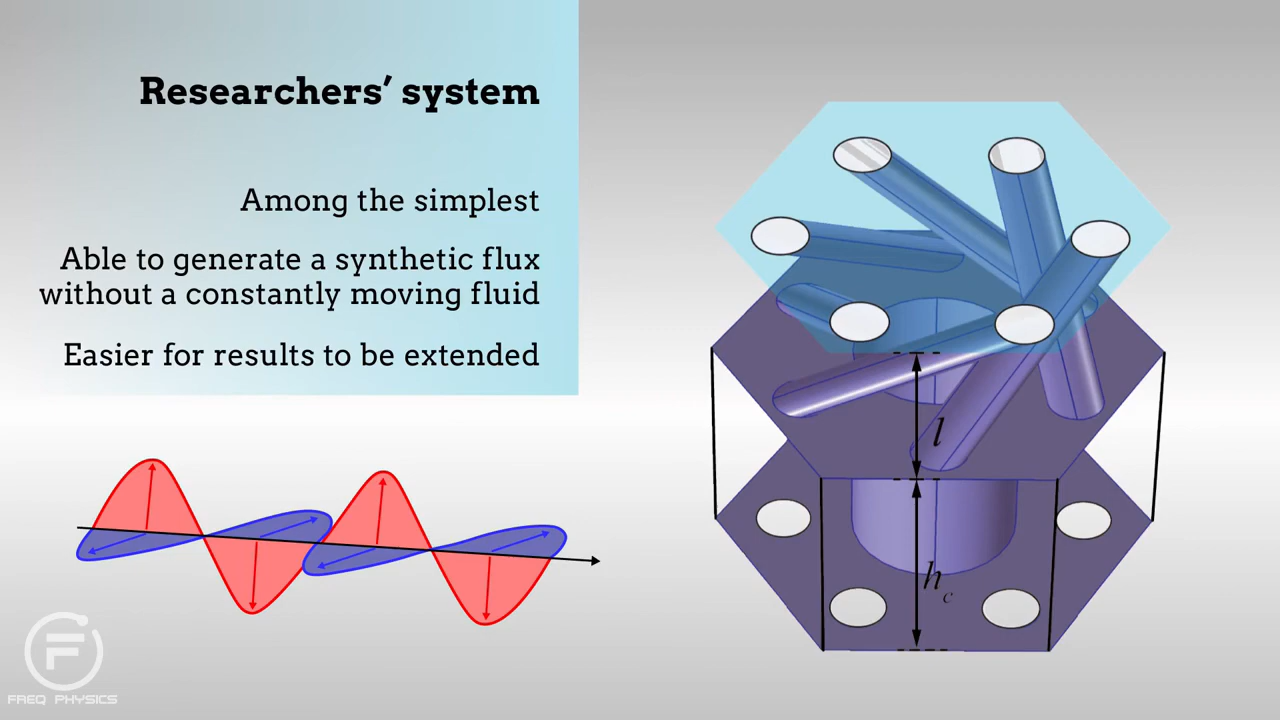 Researchers’ system
Among the simplest
Able to generate a synthetic flux
without a constantly moving fluid
Easier for results to be extended
l
hc
FREQ PHYSICS